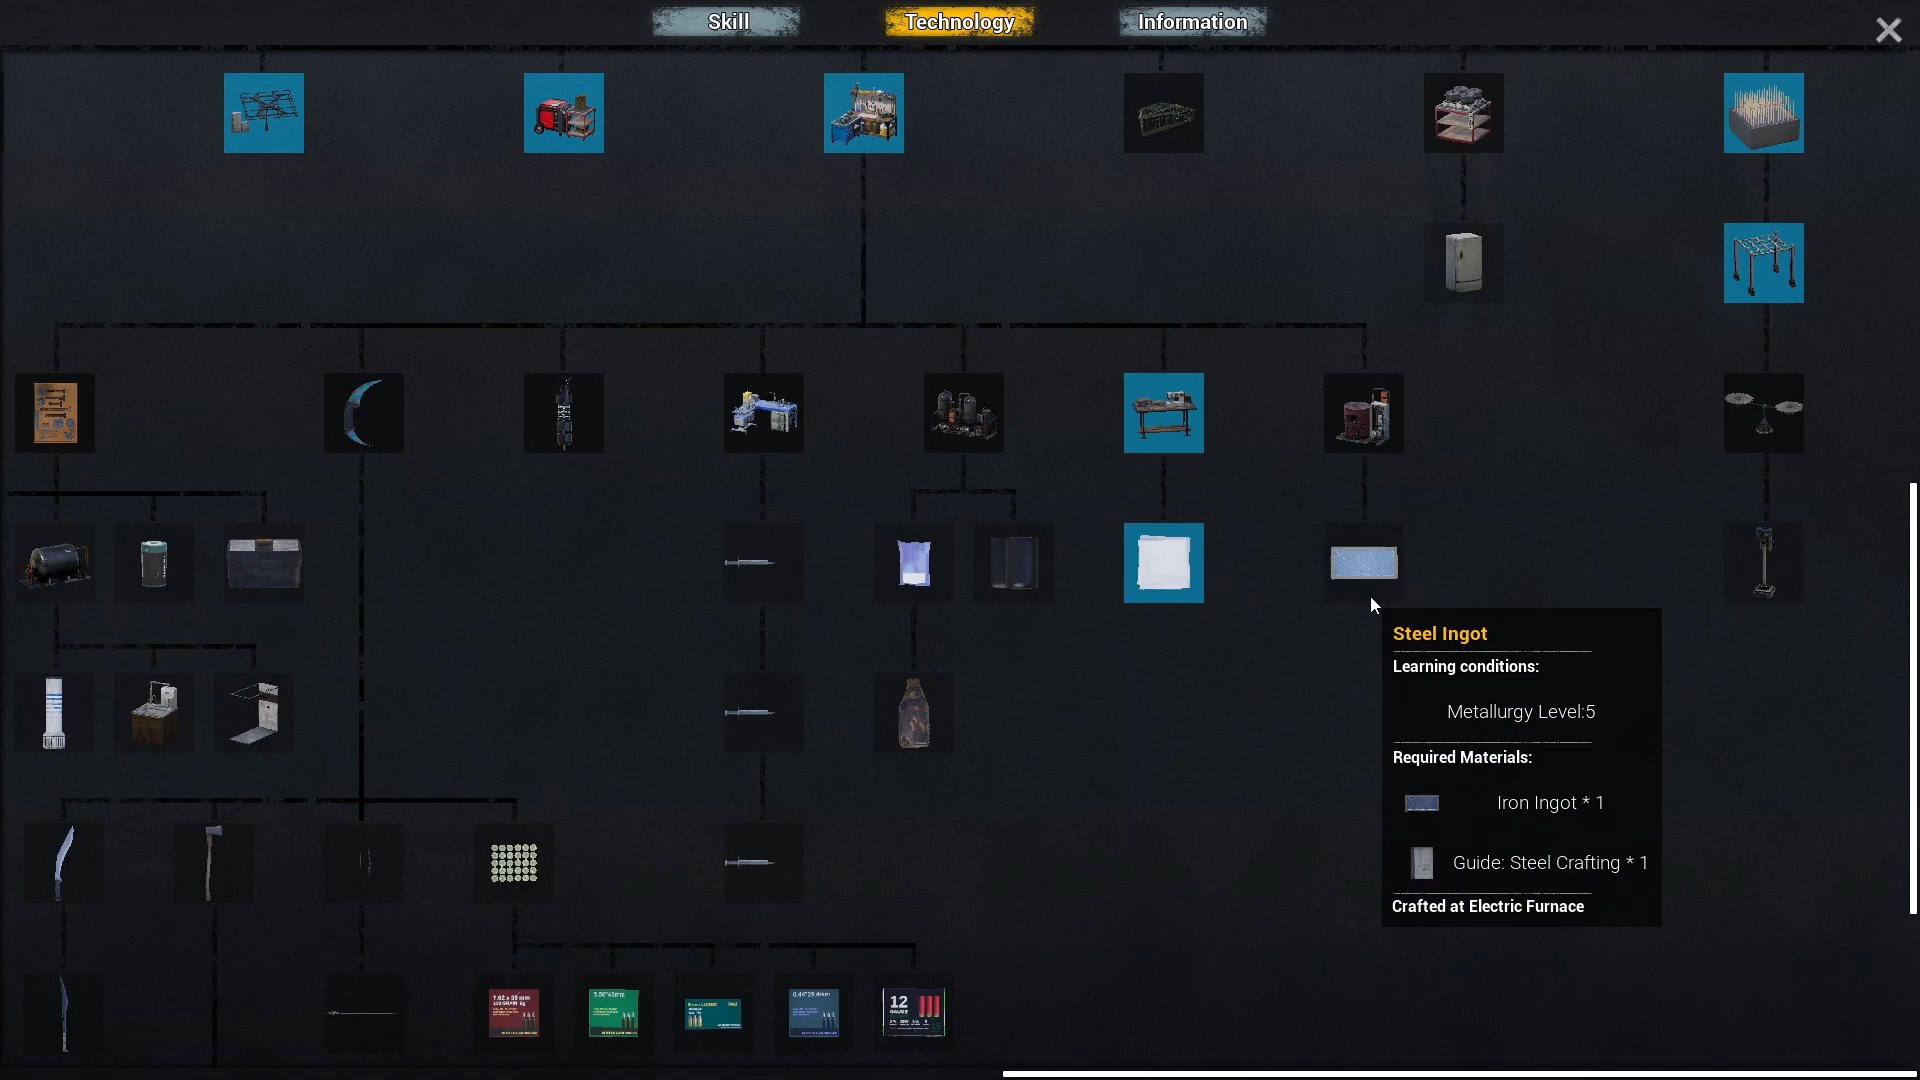 Skill
Technology
Information
Steel Ingot
Learning conditions:
Metallurgy Level:5
Required Materials:
Iron Ingot * 1
Guide: Steel Crafting * 1
Crafted at Electric Furnace
12
GAUGE